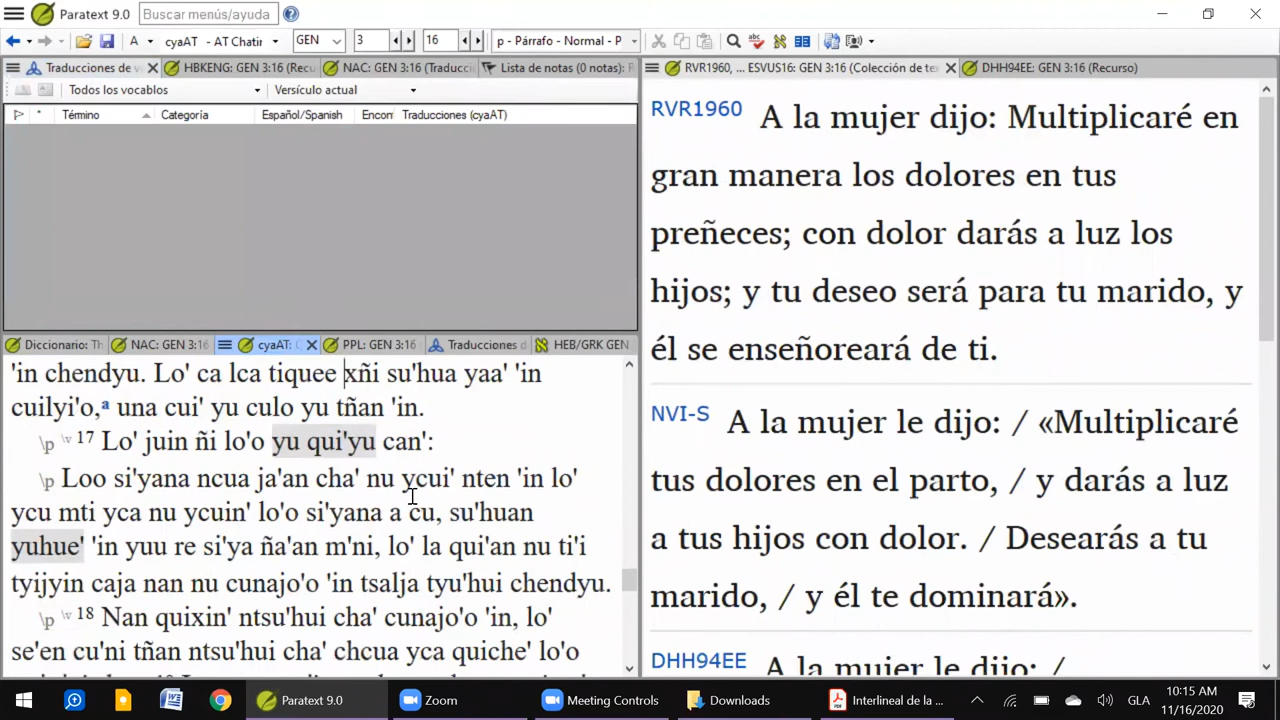 Paratext 9.0
Buscar menús/ayuda
A
cyaAT - AT Chatin
GEN
3
16
p - Párrafo - Normal - P
Traducciones de v
HBKENG: GEN 3:16 (Recu
NAC: GEN 3:16 (Traducci
Lista de notas (0 notas): R
Todos los vocablos
Versículo actual
Término
Categoría
Español/Spanish
Encon
Traducciones (cyaAT)
Diccionario: Th
NAC: GEN 3:16
cyaAT: C
PPL: GEN 3:16
Traducciones d
HEB/GRK GEN
'in chendyu. Lo' ca lca tiquee xñi su'hua yaa' 'in
cuilyi'o,a una cui' yu culo yu tñan 'in.
\p \v 17 Lo' juin ñi lo'o yu qui'yu can':
\p Loo si'yana ncua ja'an cha' nu ycui' nten 'in lo'
ycu mti yca nu ycuin' lo'o si'yana a cu, su'huan
yuhue' 'in yuu re si'ya ña'an m'ni, lo' la qui'an nu ti'i
tyijyin caja nan nu cunajo'o 'in tsalja tyu'hui chendyu.
\p \v 18 Nan quixin' ntsu'hui cha' cunajo'o 'in, lo'
se'en cu'ni tñan ntsu'hui cha' chcua yca quiche' lo'o
RVR1960, ... ESVUS16: GEN 3:16 (Colección de tex
DHH94EE: GEN 3:16 (Recurso)
RVR1960 A la mujer dijo: Multiplicaré en
gran manera los dolores en tus
preñeces; con dolor darás a luz los
hijos; y tu deseo será para tu marido, y
él se enseñoreará de ti.
NVI-S A la mujer le dijo: / «Multiplicaré
tus dolores en el parto, / y darás a luz
a tus hijos con dolor. / Desearás a tu
marido, / y él te dominará».
DHH94EE A la mujer le dijo: /
Paratext 9.0
Zoom
Meeting Controls
Downloads
Interlineal de la ...
GLA
10:15 AM
11/16/2020